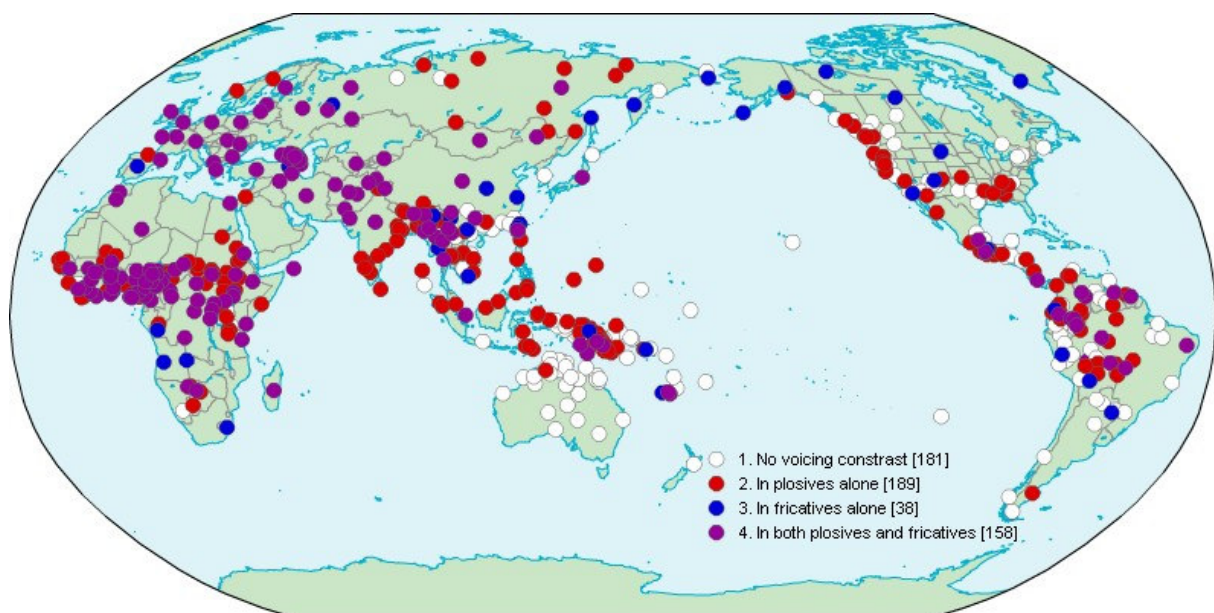 1. No voicing constrast [181]
2. In plosives alone [189]
3. In fricatives alone [38]
4. In both plosives and fricatives [158]